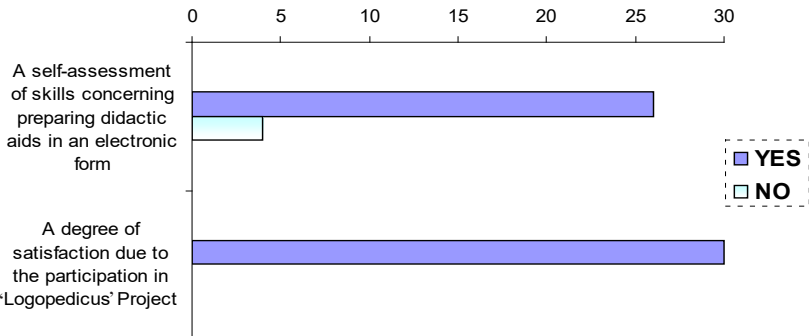 0 5 10 15 20 25 30
A self-assessment
of skills concerning
preparing didactic
aids in an electronic
form
YES
NO
A degree of
satisfaction due to
the participation in
‘Logopedicus’ Project